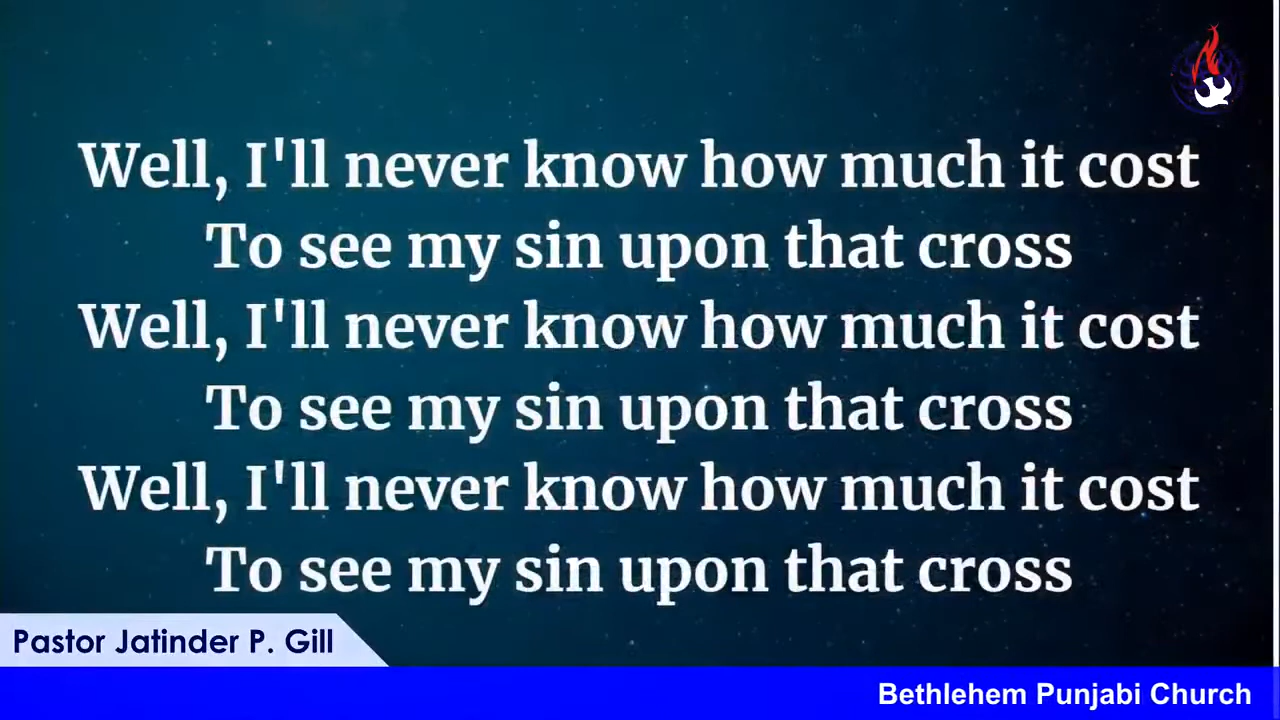 Well, I'll never know how much it cost
To see my sin upon that cross
Well, I'll never know how much it cost
To see my sin upon that cross
Well, I'll never know how much it cost
To see my sin upon that cross
Pastor Jatinder P. Gill
Bethlehem Punjabi Church